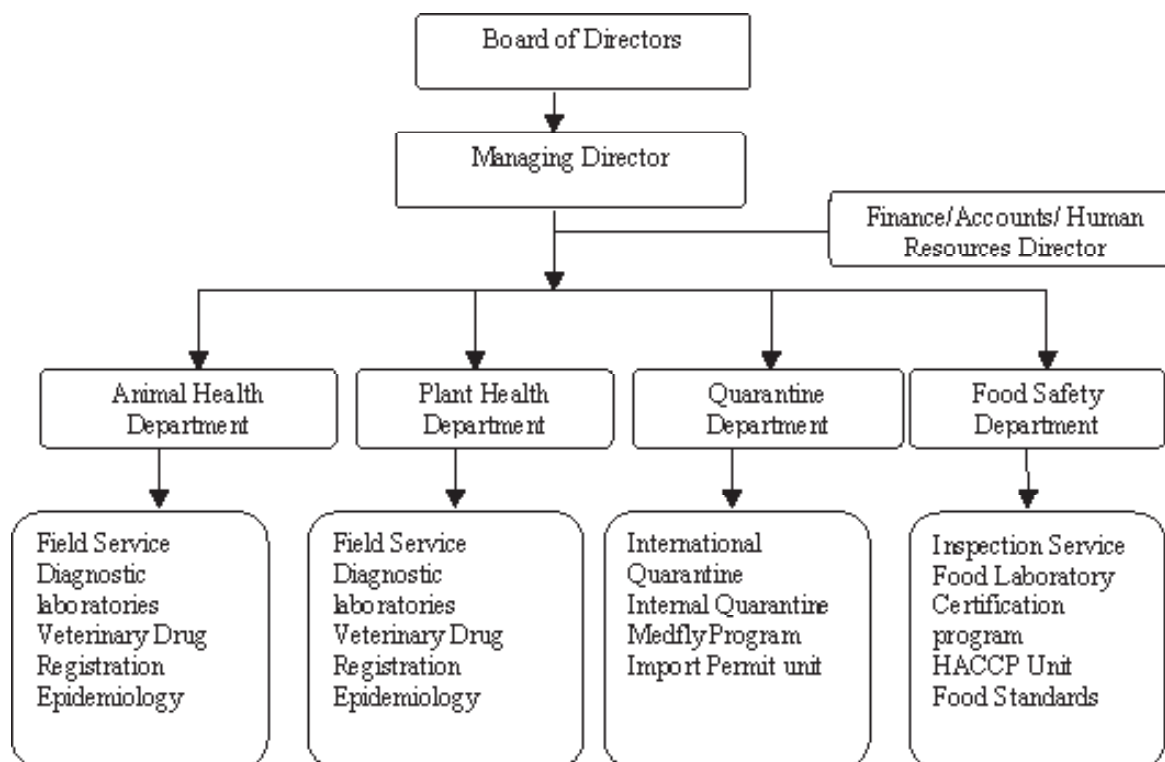 Board of Directors
Managing Director
Finance/Accounts/ Human
Resources Director
Animal Health
Department
Plant Health
Department
Quarantine
Department
Food Safety
Department
Field Service
Diagnostic
laboratories
Veterinary Drug
Registration
Epidemiology
Field Service
Diagnostic
laboratories
Veterinary Drug
Registration
Epidemiology
International
Quarantine
Internal Quarantine
Medfly Program
Import Permit unit
Inspection Service
Food Laboratory
Certification
program
HACCP Unit
Food Standards